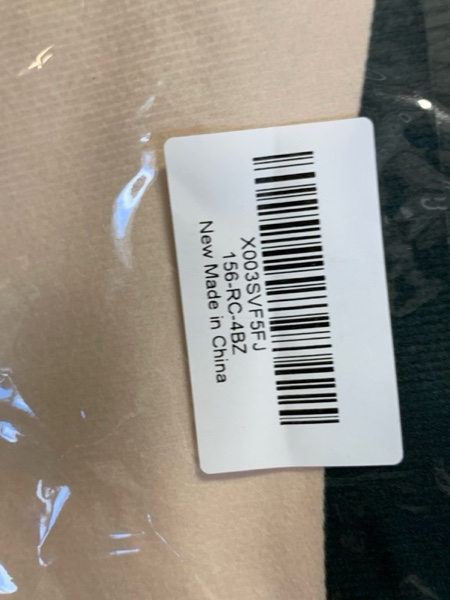 X003SVF5FJ
156-RC-4BZ
New Made in China